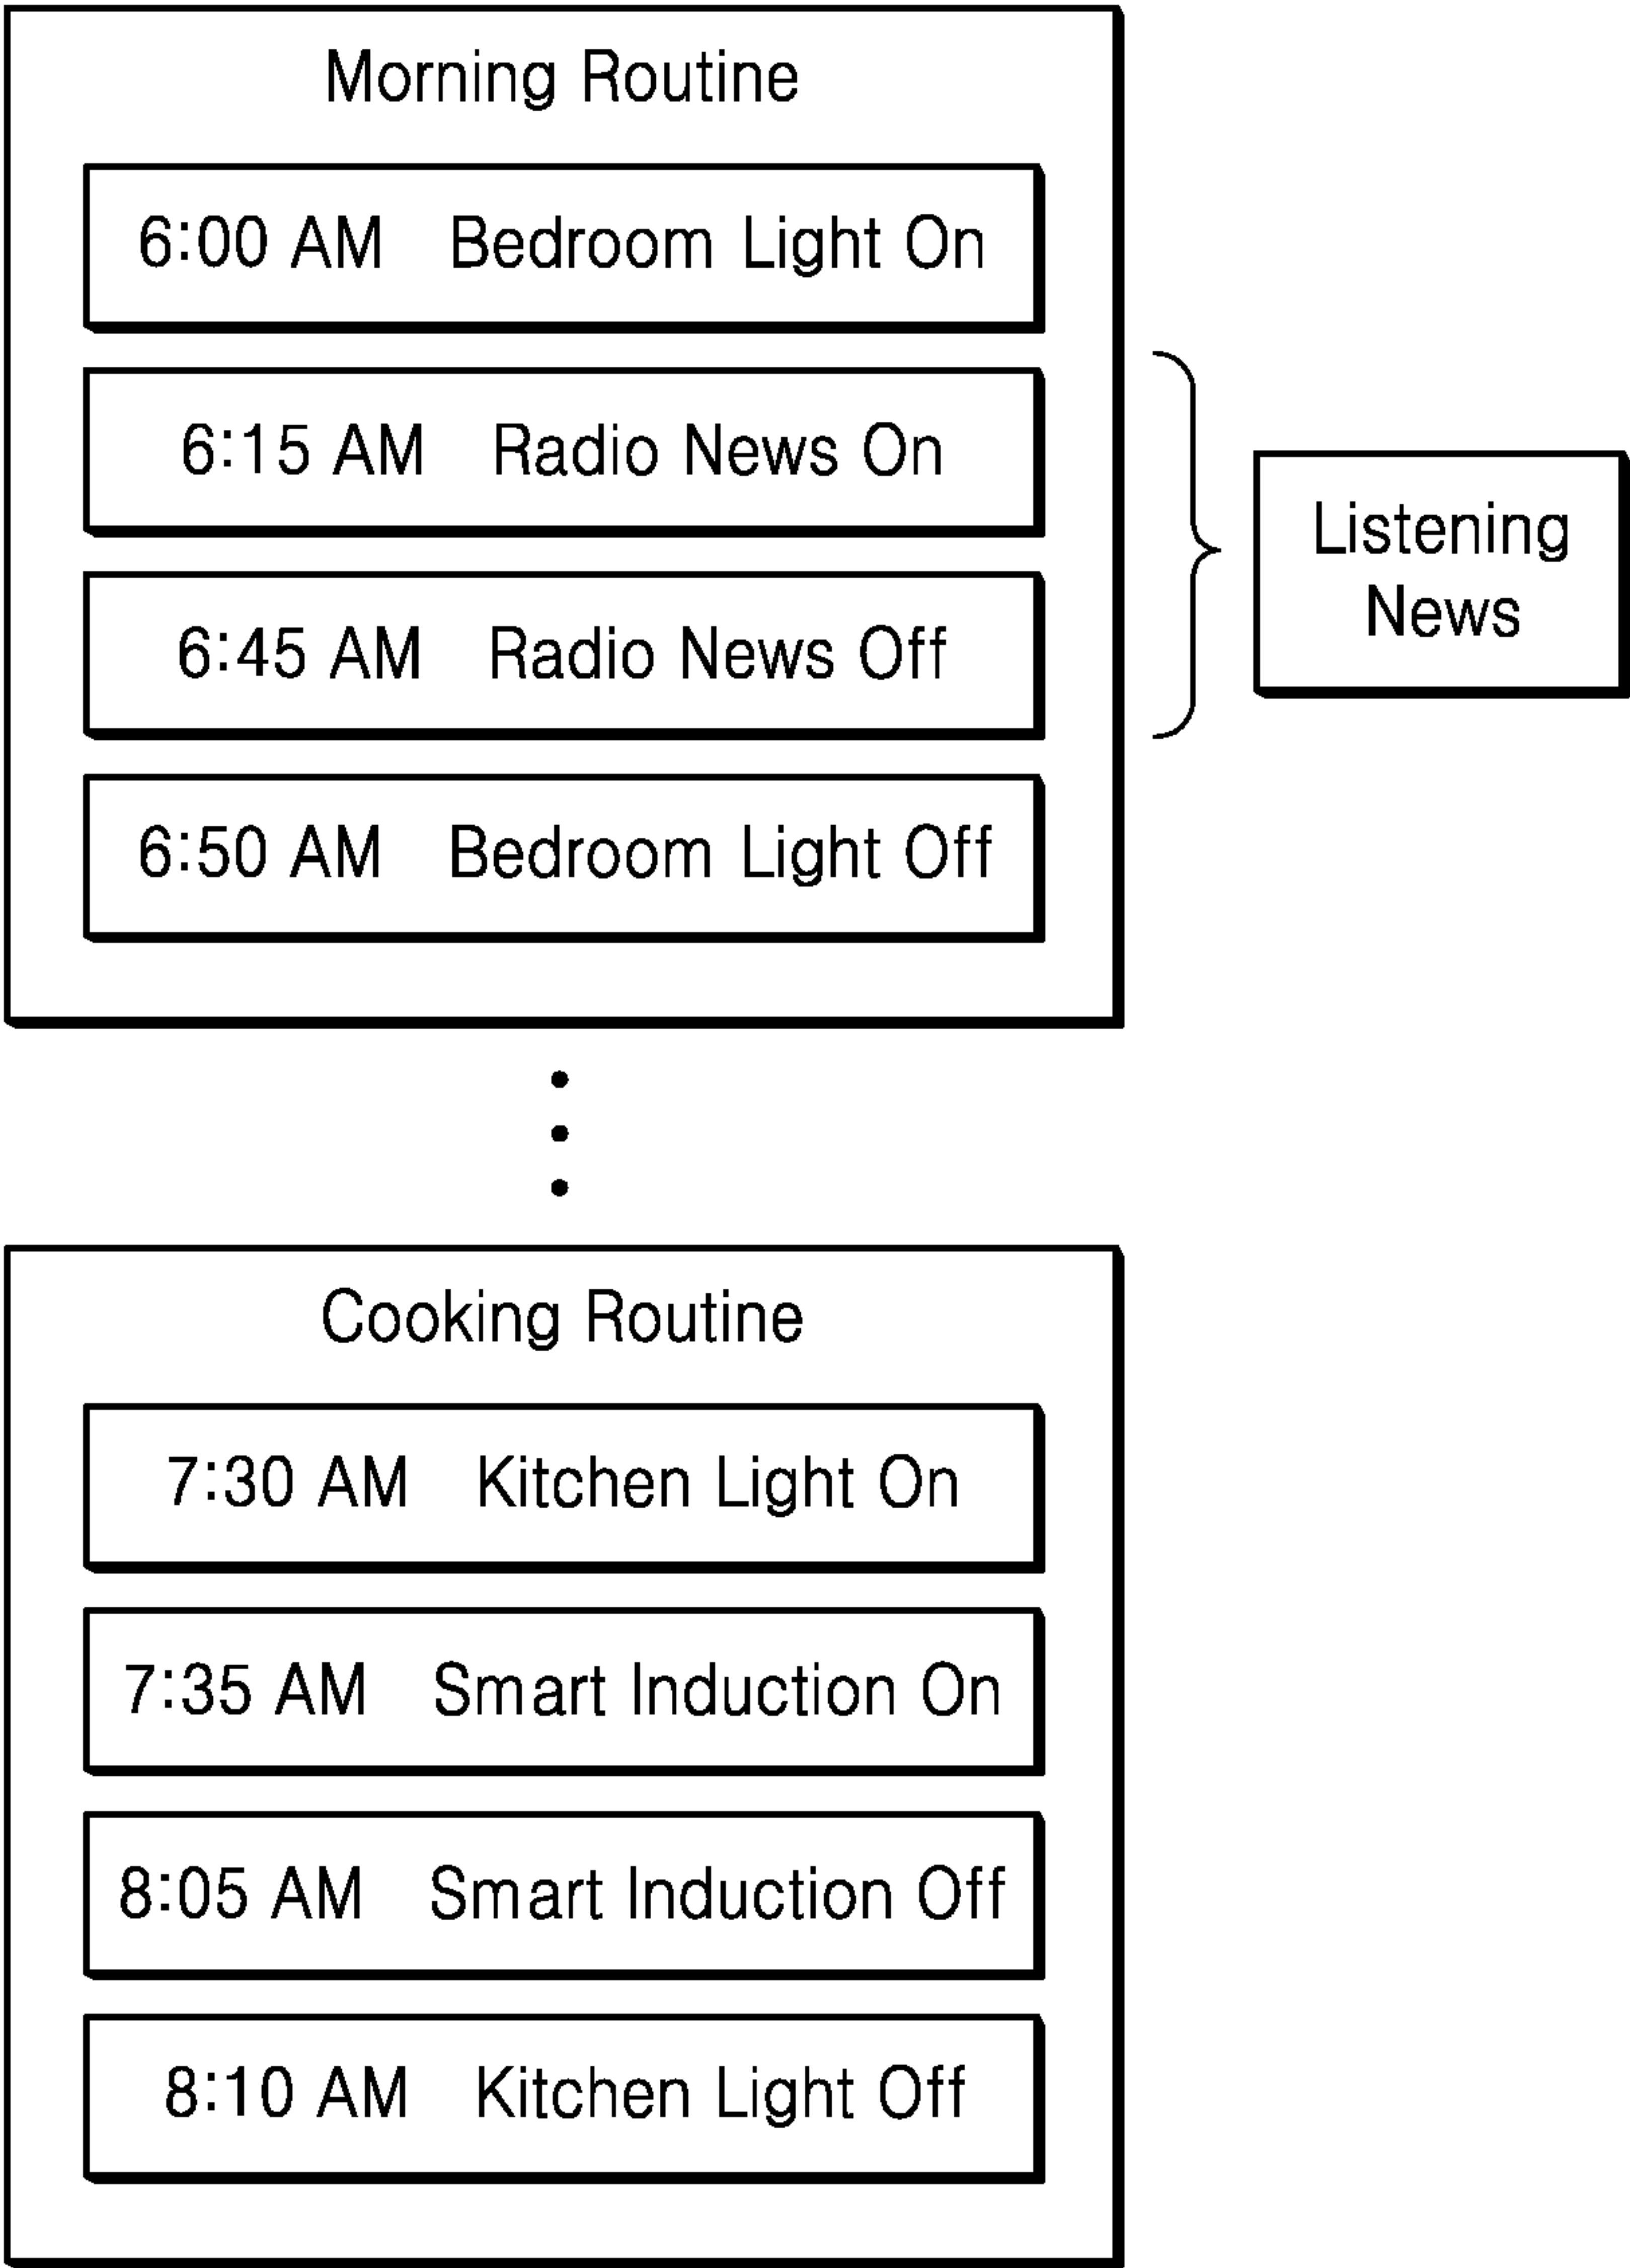 Morning Routine
6:00 AM Bedroom Light On
6:15 AM Radio News On
6:45 AM Radio News Off
6:50 AM Bedroom Light Off
Listening
News
Cooking Routine
7:30 AM Kitchen Light On
7:35 AM Smart Induction On
8:05 AM Smart Induction Off
8:10 AM Kitchen Light Off